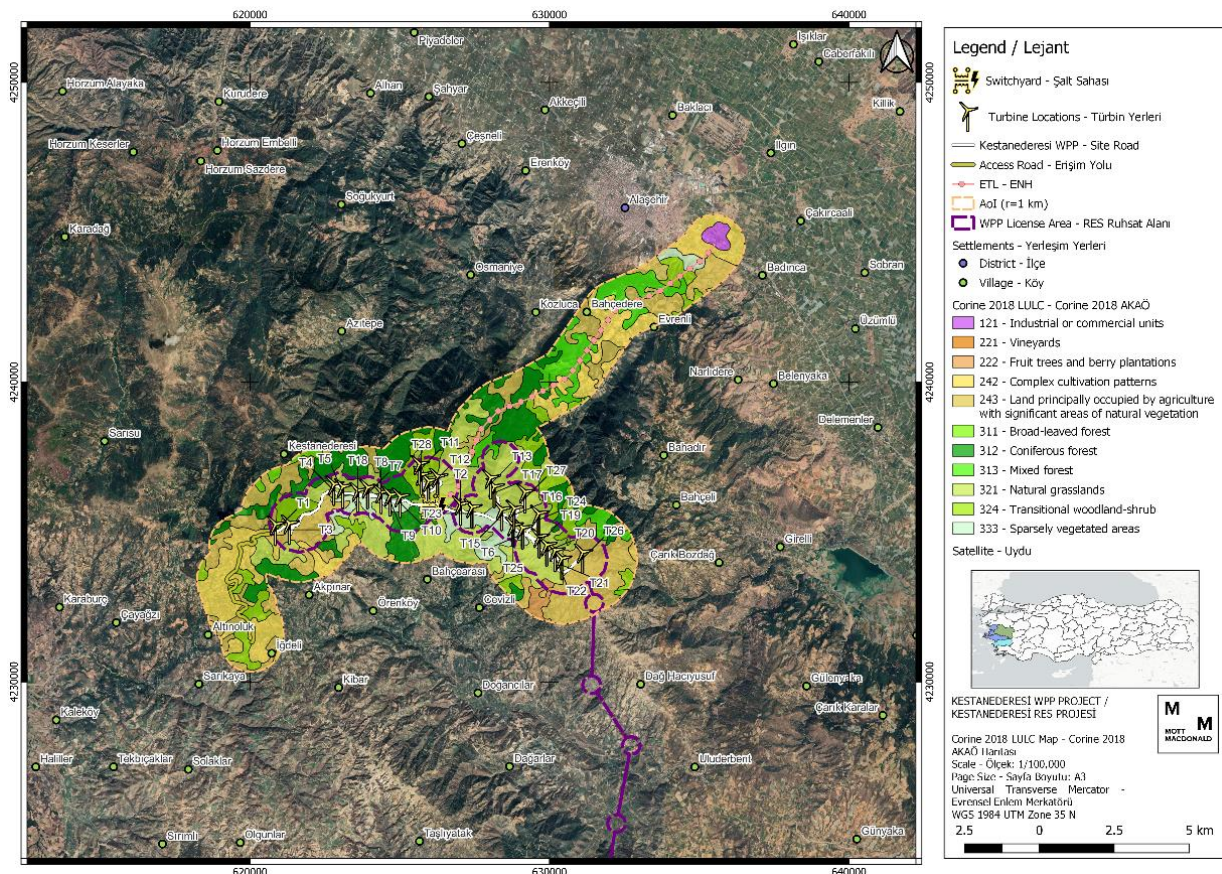 620000
630000
640000
4250000
4240000
4230000
Piyadeler
Işıklar
Caberfakılı
Horzum Alayaka
Kurudere
Alhan
Şahyar
Akkeçili
Baklacı
Killik
Horzum Keserler
Horzum Embelli
Horzum Sazdere
Çeşneli
Erenköy
Ilgın
Soğukyurt
Alaşehir
Çakırcaali
Karadağ
Osmaniye
Badınca
Sobran
Azıtepe
Kozluca
Bahçedere
Evrenli
Üzümlü
Narlıdere
Belenyaka
Delemenler
Sarısu
Kestanederesi
Bahadır
Bahçeli
Girelli
Çarık Bozdağ
T1
T3
T4
T5
T18
T8
T7
T28
T11
T12
T2
T13
T17
T27
T16
T24
T19
T20
T26
T23
T10
T9
T15
T6
T25
T22
T21
Karaburç
Çayağzı
Akpınar
Bahçearası
Örenköy
Cevizli
Altınoluk
İğdeli
Sarıkaya
Kibar
Doğancılar
Dağ Hacıyusuf
Çarık Karalar
Kaleköy
Haliller
Tekbıçaklar
Solaklar
Dağarlar
Uluderbent
Sırımlı
Olgunlar
Taşlıyatak
Günyaka
620000
630000
640000
4250000
4240000
4230000
Legend / Lejant
Switchyard - Şalt Sahası
Turbine Locations - Türbin Yerleri
Kestanederesi WPP - Site Road
Access Road - Erişim Yolu
ETL - ENH
AoI (r=1 km)
WPP License Area - RES Ruhsat Alanı
Settlements - Yerleşim Yerleri
District - İlçe
Village - Köy
Corine 2018 LULC - Corine 2018 AKAÖ
121 - Industrial or commercial units
221 - Vineyards
222 - Fruit trees and berry plantations
242 - Complex cultivation patterns
243 - Land principally occupied by agriculture
with significant areas of natural vegetation
311 - Broad-leaved forest
312 - Coniferous forest
313 - Mixed forest
321 - Natural grasslands
324 - Transitional woodland-shrub
333 - Sparsely vegetated areas
Satellite - Uydu
KESTANEDERESİ WPP PROJECT /
KESTANEDERESİ RES PROJESİ
M
M
MOTT
MACDONALD
Corine 2018 LULC Map - Corine 2018
AKAÖ Haritası
Scale - Ölçek: 1/100,000
Page Size - Sayfa Boyutu: A3
Universal Transverse Mercator -
Evrensel Enlem Merkatörü
WGS 1984 UTM Zone 35 N
2.5 0 2.5 5 km